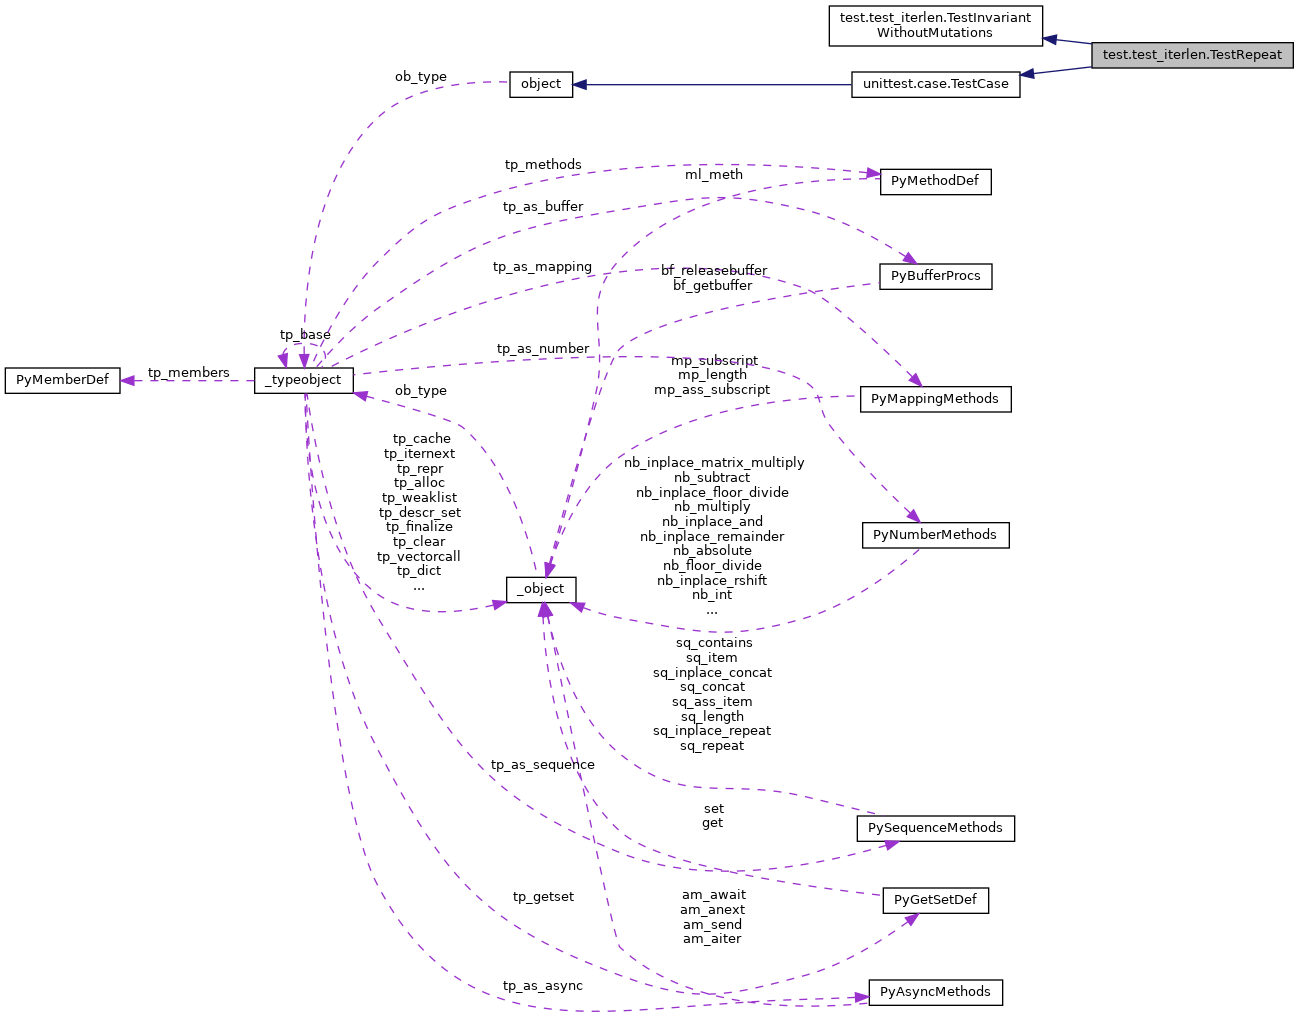 test.test_iterlen.TestInvariant
WithoutMutations
test.test_iterlen.TestRepeat
ob_type
object
unittest.case.TestCase
tp_methods
ml_meth
PyMethodDef
tp_as_buffer
tp_as_mapping
bf_releasebuffer
bf_getbuffer
PyBufferProcs
tp_base
tp_as_number
mp_subscript
mp_length
mp_ass_subscript
PyMemberDef
tp_members
_typeobject
ob_type
PyMappingMethods
tp_cache
tp_iternext
tp_repr
tp_alloc
tp_weaklist
tp_descr_set
tp_finalize
tp_clear
tp_vectorcall
tp_dict
...
nb_inplace_matrix_multiply
nb_subtract
nb_inplace_floor_divide
nb_multiply
nb_inplace_and
nb_inplace_remainder
nb_absolute
nb_floor_divide
nb_inplace_rshift
nb_int
...
PyNumberMethods
_object
sq_contains
sq_item
sq_inplace_concat
sq_concat
sq_ass_item
sq_length
sq_inplace_repeat
sq_repeat
tp_as_sequence
set
get
PySequenceMethods
tp_getset
am_await
am_anext
am_send
am_aiter
PyGetSetDef
tp_as_async
PyAsyncMethods